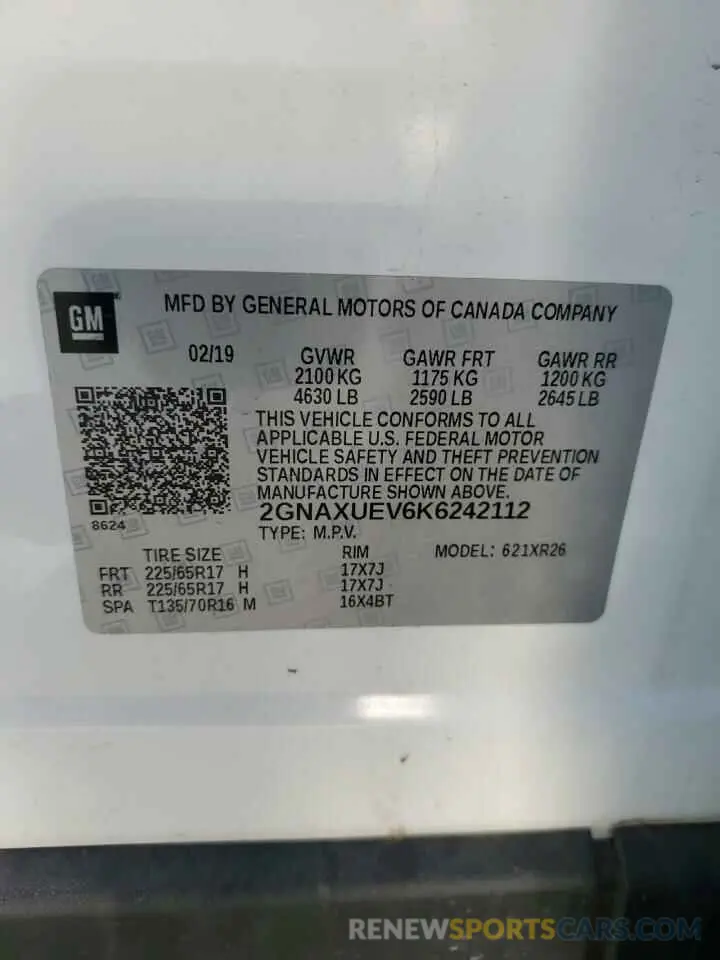 GM
MFD BY GENERAL MOTORS OF CANADA COMPANY
02/19 GVWR GAWR FRT GAWR RR
2100 KG 1175 KG 1200 KG
4630 LB 2590 LB 2645 LB
THIS VEHICLE CONFORMS TO ALL
APPLICABLE U.S. FEDERAL MOTOR
VEHICLE SAFETY AND THEFT PREVENTION
STANDARDS IN EFFECT ON THE DATE OF
MANUFACTURE SHOWN ABOVE.
8624
2GNAXUEV6K6242112
TYPE: M.P.V.
TIRE SIZE RIM MODEL: 621XR26
FRT 225/65R17 H 17X7J
RR 225/65R17 H 17X7J
SPA T135/70R16 M 16X4BT
RENEWSPORTSCARS.COM